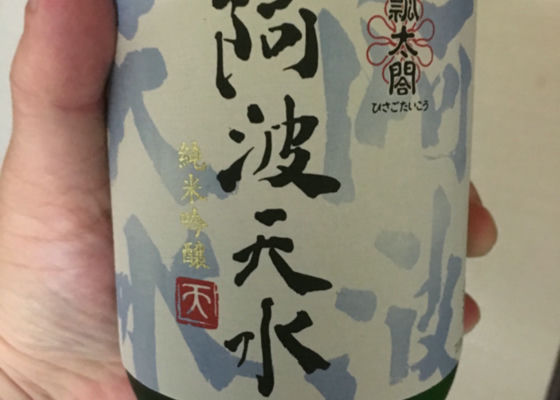 瓢太閤
ひさごたいこう
阿波天水
純米吟醸
天